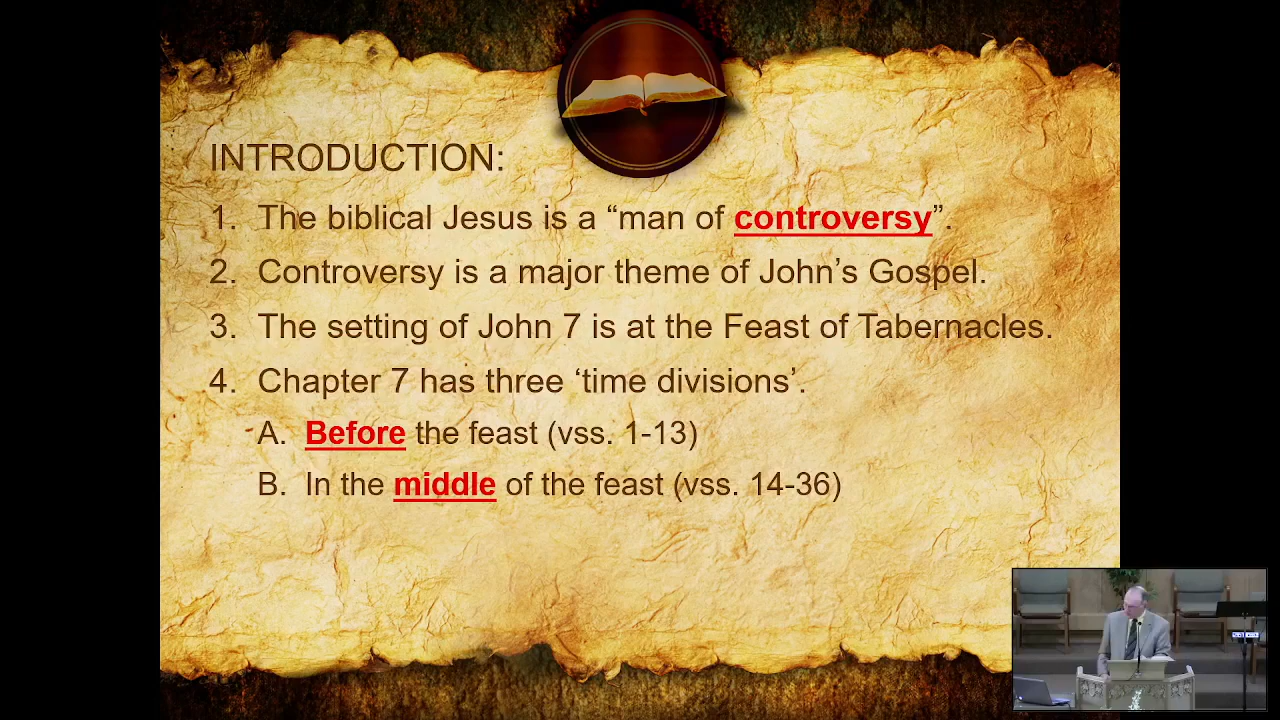 INTRODUCTION:
1. The biblical Jesus is a “man of controversy”.
2. Controversy is a major theme of John’s Gospel.
3. The setting of John 7 is at the Feast of Tabernacles.
4. Chapter 7 has three ‘time divisions’.
A. Before the feast (vss. 1-13)
B. In the middle of the feast (vss. 14-36)